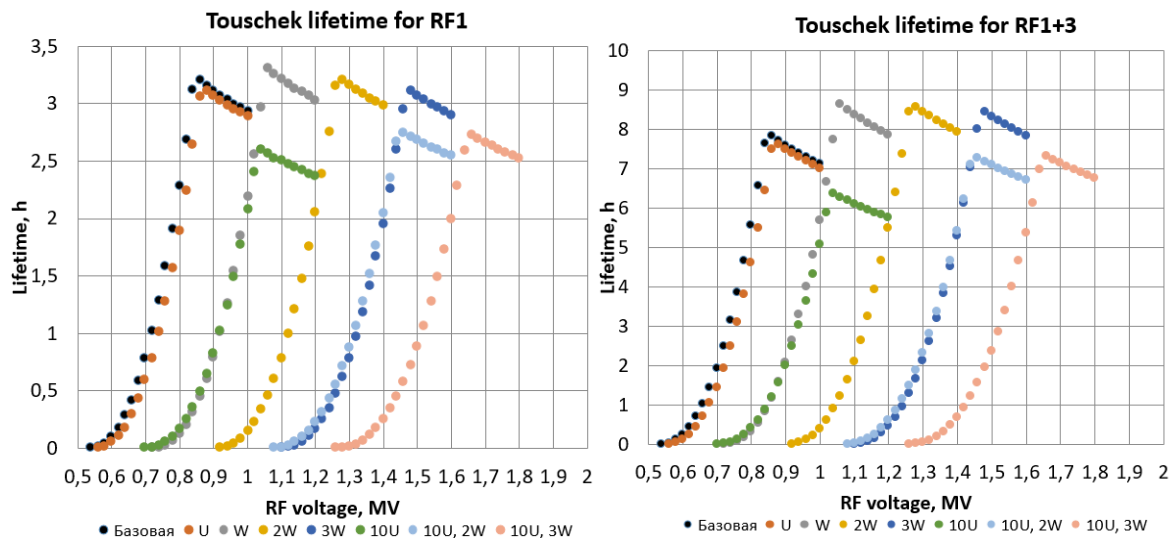 Touschek lifetime for RF1
3,5
3
2,5
2
1,5
1
0,5
0
Lifetime, h
0,5 0,6 0,7 0,8 0,9 1 1,1 1,2 1,3 1,4 1,5 1,6 1,7 1,8 1,9 2
RF voltage, MV
Базовая U W 2W 3W 10U 10U, 2W 10U, 3W
Touschek lifetime for RF1+3
10
9
8
7
6
5
4
3
2
1
0
Lifetime, h
0,5 0,6 0,7 0,8 0,9 1 1,1 1,2 1,3 1,4 1,5 1,6 1,7 1,8 1,9 2
RF voltage, MV
Базовая U W 2W 3W 10U 10U, 2W 10U, 3W